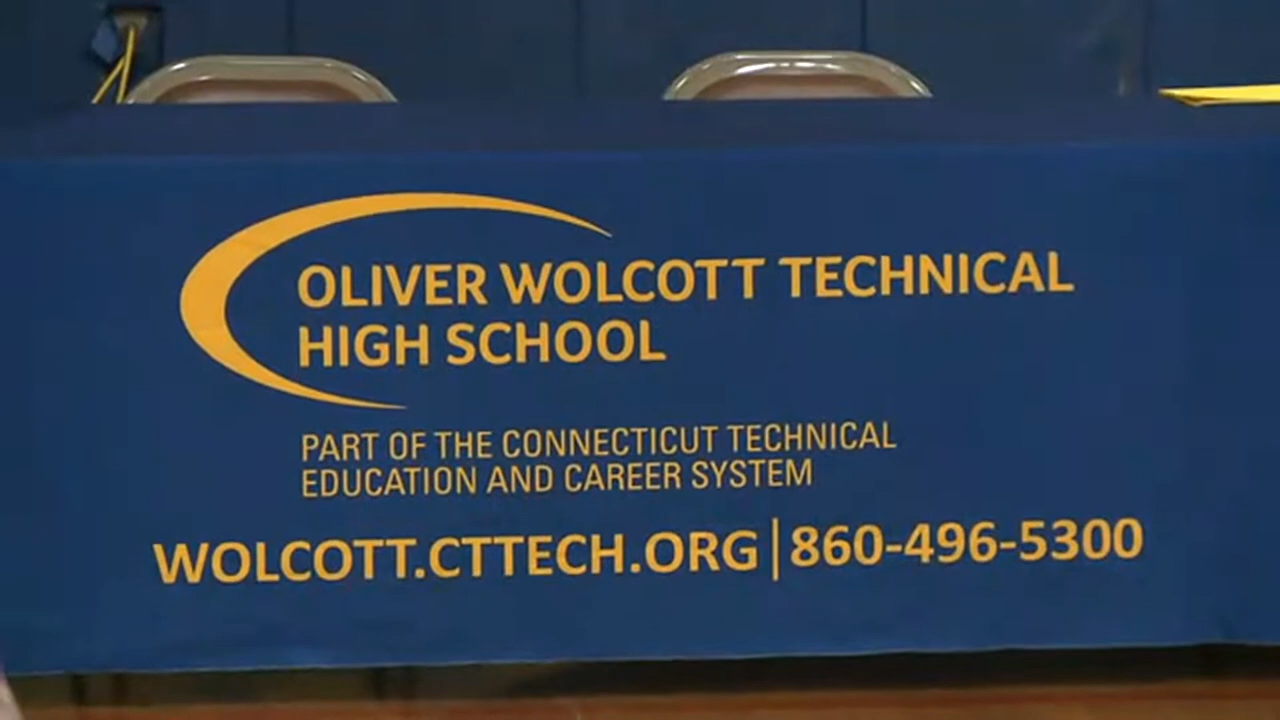 OLIVER WOLCOTT TECHNICAL
HIGH SCHOOL
PART OF THE CONNECTICUT TECHNICAL
EDUCATION AND CAREER SYSTEM
WOLCOTT.CTTECH.ORG|860-496-5300